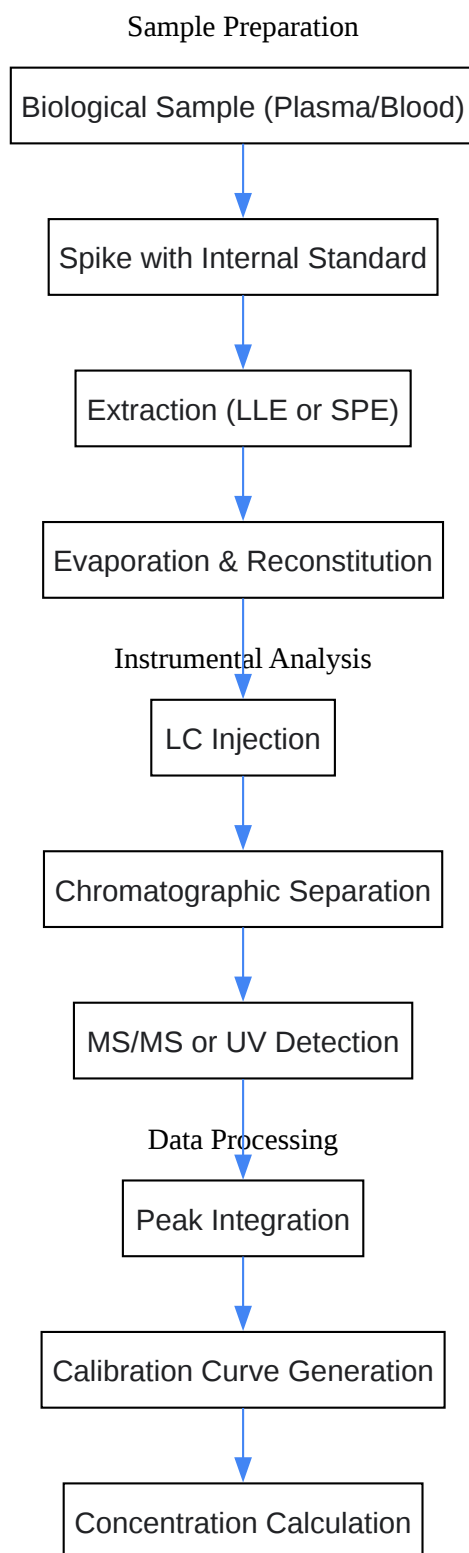 Sample Preparation
Biological Sample (Plasma/Blood)
Spike with Internal Standard
Extraction (LLE or SPE)
Evaporation & Reconstitution
Instrumental Analysis
LC Injection
Chromatographic Separation
MS/MS or UV Detection
Data Processing
Peak Integration
Calibration Curve Generation
Concentration Calculation